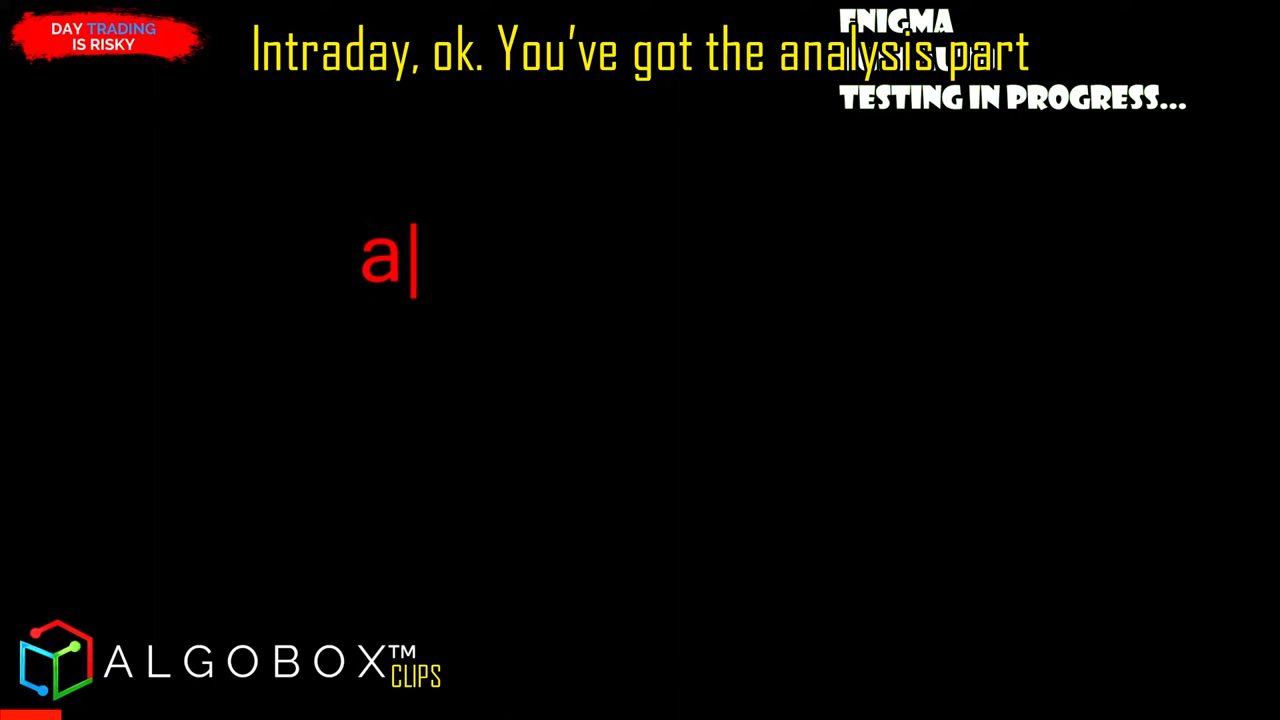 DAY TRADING
IS RISKY
Intraday, ok. You've got the analysis part
ENIGMA
TESTING IN PROGRESS...
a|
ALGOBOX™
CLIPS